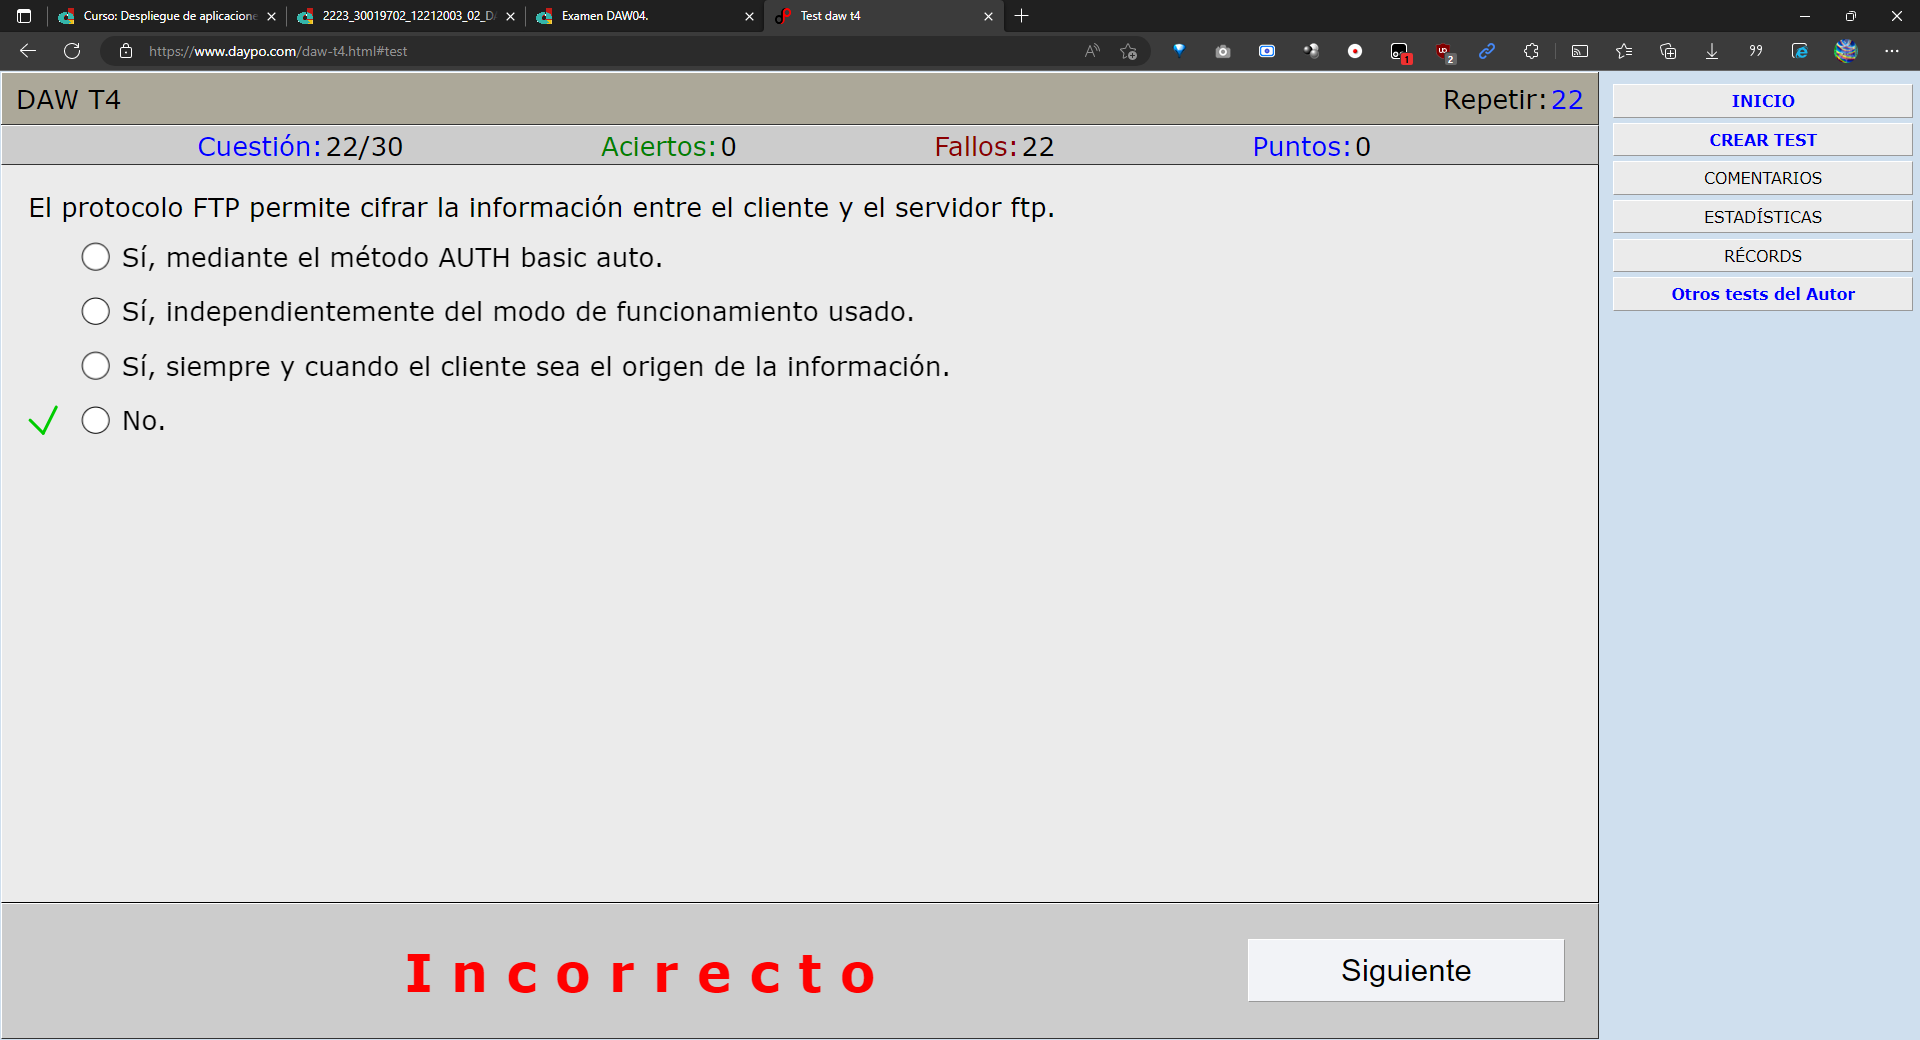 Curso: Despliegue de aplicacione
2223_30019702_12212003_02_D
Examen DAW04.
Test daw t4
https://www.daypo.com/daw-t4.html#test
1
2
DAW T4
Repetir:22
Cuestión:22/30
Aciertos:0
Fallos:22
Puntos:0
El protocolo FTP permite cifrar la información entre el cliente y el servidor ftp.
Sí, mediante el método AUTH basic auto.
Sí, independientemente del modo de funcionamiento usado.
Sí, siempre y cuando el cliente sea el origen de la información.
No.
Incorrecto
Siguiente
INICIO
CREAR TEST
COMENTARIOS
ESTADÍSTICAS
RÉCORDS
Otros tests del Autor